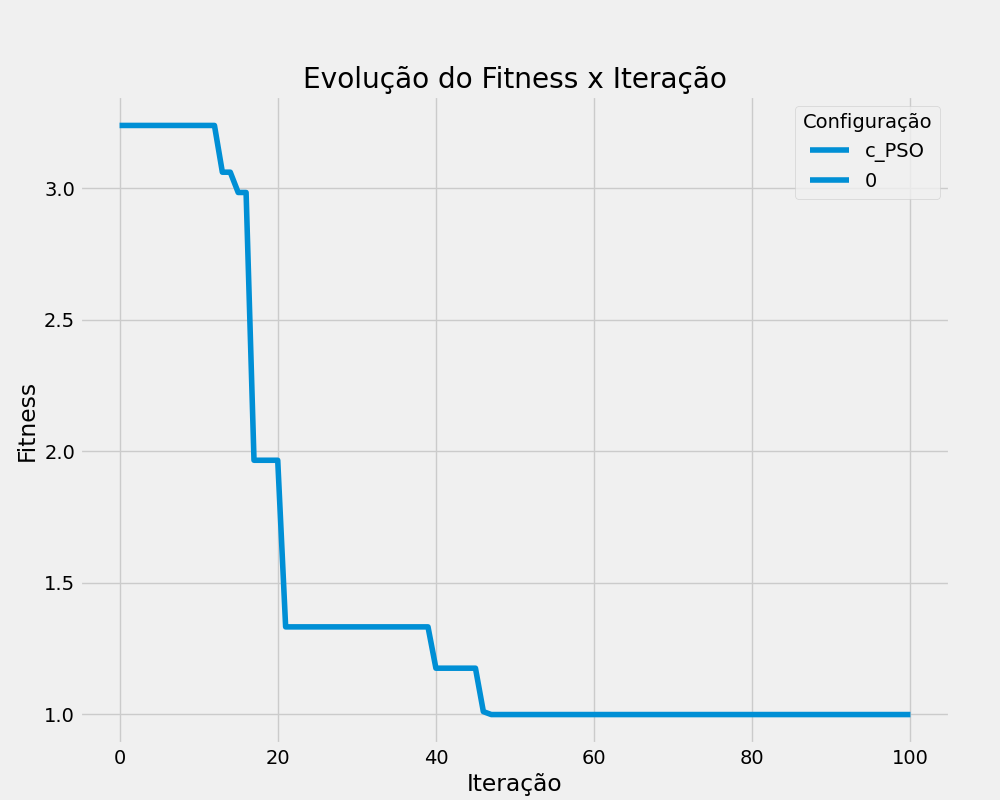 Evolução do Fitness x Iteração
Configuração
c_PSO
0
Fitness
3.0
2.5
2.0
1.5
1.0
0 20 40 60 80 100
Iteração